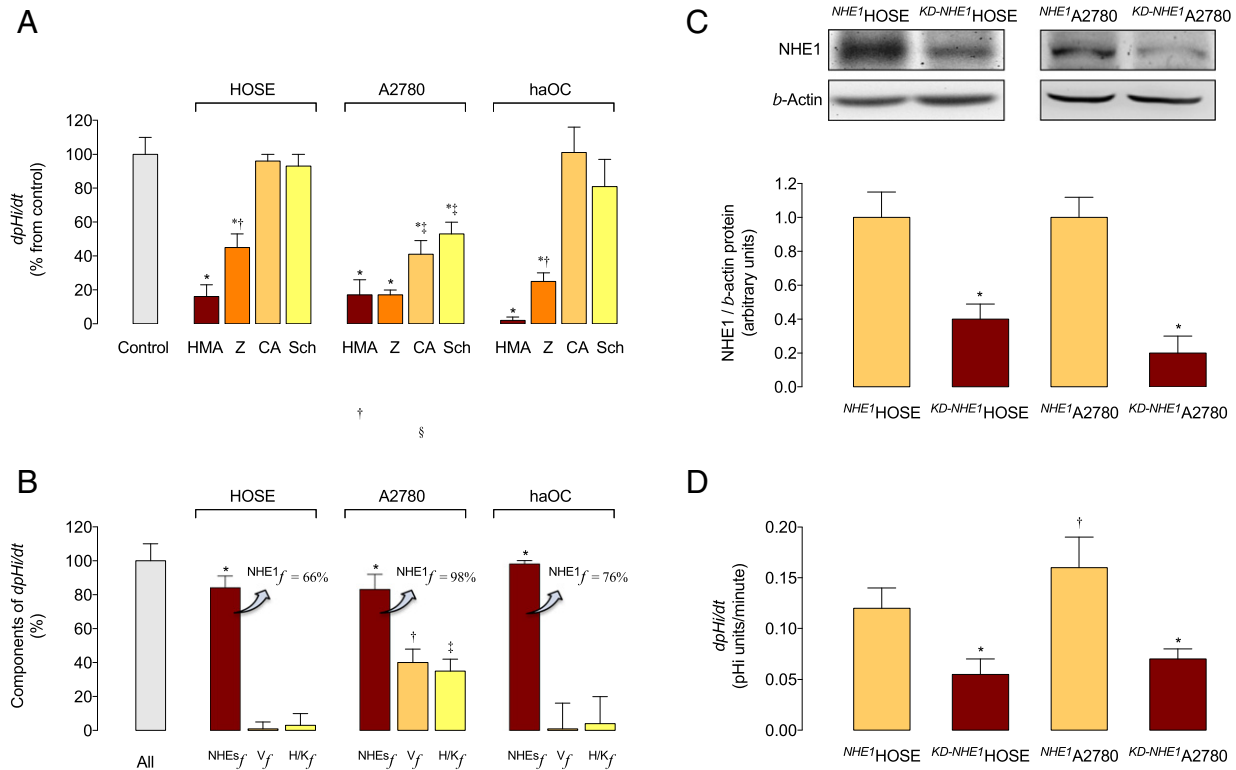 A
HOSE A2780 haOC
dpHi/dt
(% from control)
120
100
80
60
40
20
0
* *† * * *‡ *‡ * *†
Control HMA Z CA Sch HMA Z CA Sch HMA Z CA Sch
†
§
B
HOSE A2780 haOC
Components of dpHi/dt
(%)
120
100
80
60
40
20
0
* NHE1f = 66% * NHE1f = 98% † ‡ * NHE1f = 76%
All NHEsf Vf H/Kf NHEsf Vf H/Kf NHEsf Vf H/Kf
C
NHE1HOSE KD-NHE1HOSE NHE1A2780 KD-NHE1A2780
NHE1
b-Actin
NHE1 / b-actin protein
(arbitrary units)
1.2
1.0
0.8
0.6
0.4
0.2
0.0
* *
NHE1HOSE KD-NHE1HOSE NHE1A2780 KD-NHE1A2780
D
dpHi/dt
(pHi units/minute)
0.20
0.15
0.10
0.05
0.00
* † *
NHE1HOSE KD-NHE1HOSE NHE1A2780 KD-NHE1A2780